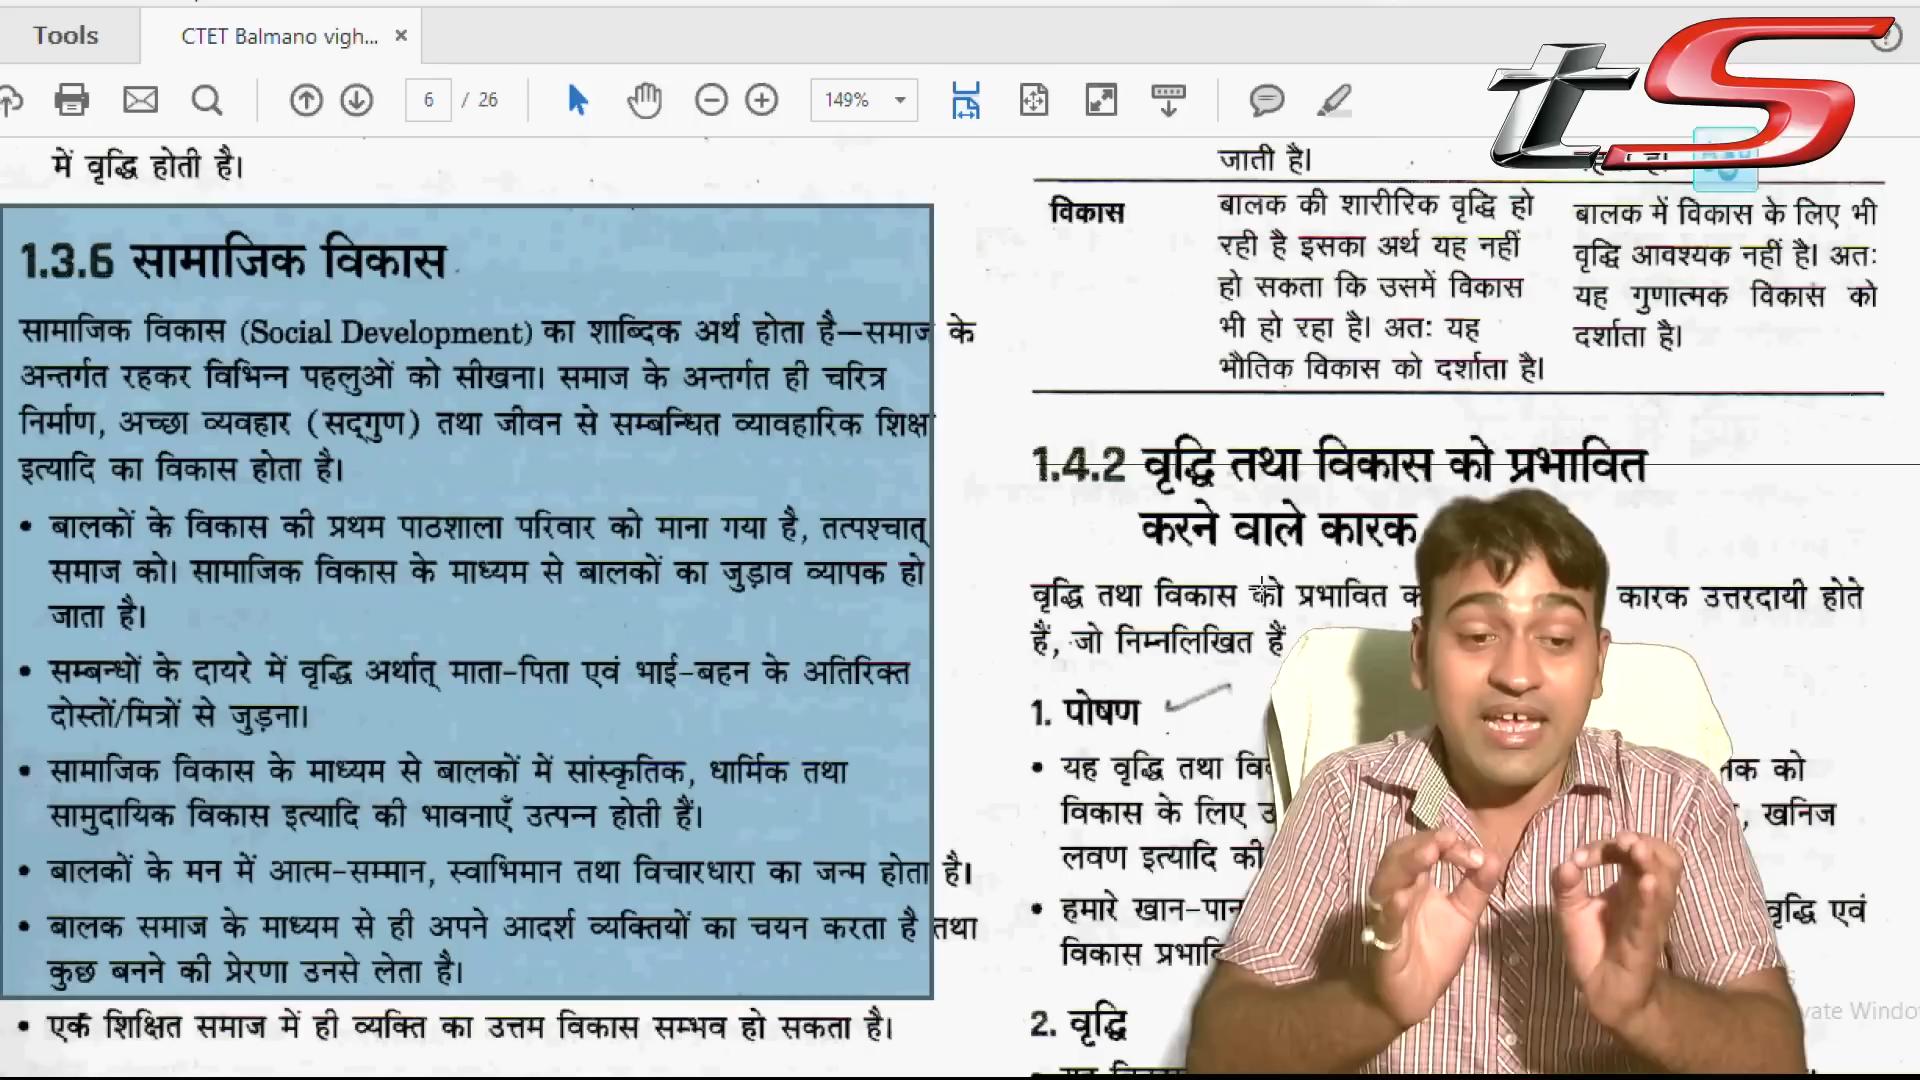 Tools
CTET Balmano vigh...
6 / 26
149%
में वृद्धि होती है।
1.3.6 सामाजिक विकास
सामाजिक विकास (Social Development) का शाब्दिक अर्थ होता है—समाज के
अन्तर्गत रहकर विभिन्न पहलुओं को सीखना। समाज के अन्तर्गत ही चरित्र
निर्माण, अच्छा व्यवहार (सद्गुण) तथा जीवन से सम्बन्धित व्यावहारिक शिक्षा
इत्यादि का विकास होता है।
• बालकों के विकास की प्रथम पाठशाला परिवार को माना गया है, तत्पश्चात्
समाज को। सामाजिक विकास के माध्यम से बालकों का जुड़ाव व्यापक हो
जाता है।
• सम्बन्धों के दायरे में वृद्धि अर्थात् माता-पिता एवं भाई-बहन के अतिरिक्त
दोस्तों/मित्रों से जुड़ना।
• सामाजिक विकास के माध्यम से बालकों में सांस्कृतिक, धार्मिक तथा
सामुदायिक विकास इत्यादि की भावनाएँ उत्पन्न होती हैं।
• बालकों के मन में आत्म-सम्मान, स्वाभिमान तथा विचारधारा का जन्म होता है।
• बालक समाज के माध्यम से ही अपने आदर्श व्यक्तियों का चयन करता है तथा
कुछ बनने की प्रेरणा उनसे लेता है।
• एक शिक्षित समाज में ही व्यक्ति का उत्तम विकास सम्भव हो सकता है।
जाती है।
विकास
बालक की शारीरिक वृद्धि हो
रही है इसका अर्थ यह नहीं
हो सकता कि उसमें विकास
भी हो रहा है। अतः यह
भौतिक विकास को दर्शाता है।
बालक में विकास के लिए भी
वृद्धि आवश्यक नहीं है। अतः
यह गुणात्मक विकास को
दर्शाता है।
1.4.2 वृद्धि तथा विकास को प्रभावित
करने वाले कारक
वृद्धि तथा विकास को प्रभावित कारक उत्तरदायी होते
हैं, जो निम्नलिखित हैं
1. पोषण
• यह वृद्धि तथा को
विकास के लिए , खनिज
लवण इत्यादि की
• हमारे खान-पान वृद्धि एवं
विकास
2. वृद्धि
tS